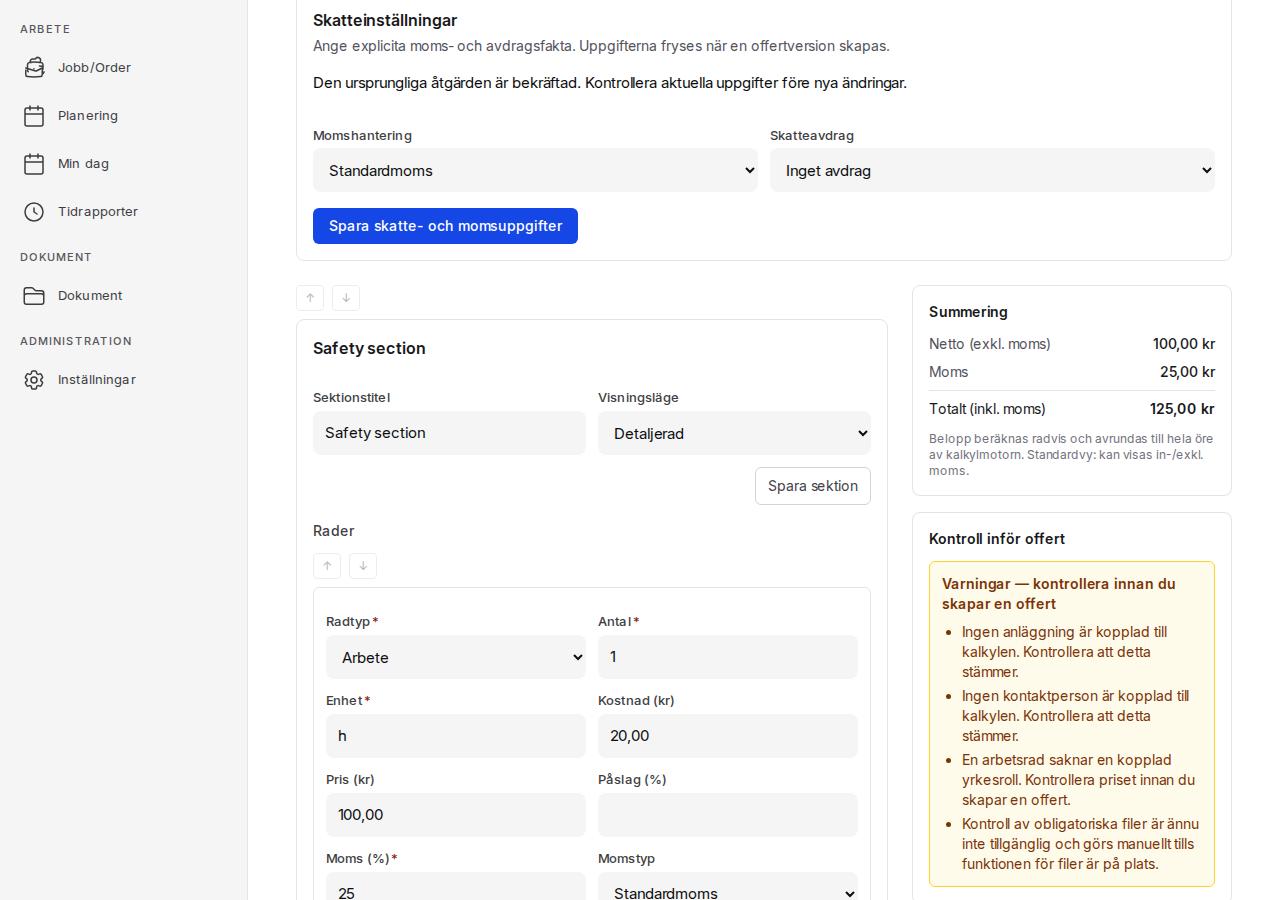 ARBETE
Jobb/Order
Planering
Min dag
Tidrapporter
DOKUMENT
Dokument
ADMINISTRATION
Inställningar
Skatteinställningar
Ange explicita moms- och avdragsfakta. Uppgifterna fryses när en offertversion skapas.
Den ursprungliga åtgärden är bekräftad. Kontrollera aktuella uppgifter före nya ändringar.
Momshantering
Skatteavdrag
Standardmoms
Inget avdrag
Spara skatte- och momsuppgifter
↑ ↓
Safety section
Sektionstitel
Visningsläge
Safety section
Detaljerad
Spara sektion
Rader
↑ ↓
Radtyp*
Antal*
Arbete
1
Enhet*
Kostnad (kr)
h
20,00
Pris (kr)
Påslag (%)
100,00
Moms (%)*
Momstyp
25
Standardmoms
Summering
Netto (exkl. moms) 100,00 kr
Moms 25,00 kr
Totalt (inkl. moms) 125,00 kr
Belopp beräknas radvis och avrundas till hela öre
av kalkylmotorn. Standardvy: kan visas in-/exkl.
moms.
Kontroll inför offert
Varningar — kontrollera innan du
skapar en offert
• Ingen anläggning är kopplad till
kalkylen. Kontrollera att detta
stämmer.
• Ingen kontaktperson är kopplad till
kalkylen. Kontrollera att detta
stämmer.
• En arbetsrad saknar en kopplad
yrkesroll. Kontrollera priset innan du
skapar en offert.
• Kontroll av obligatoriska filer är ännu
inte tillgänglig och görs manuellt tills
funktionen för filer är på plats.